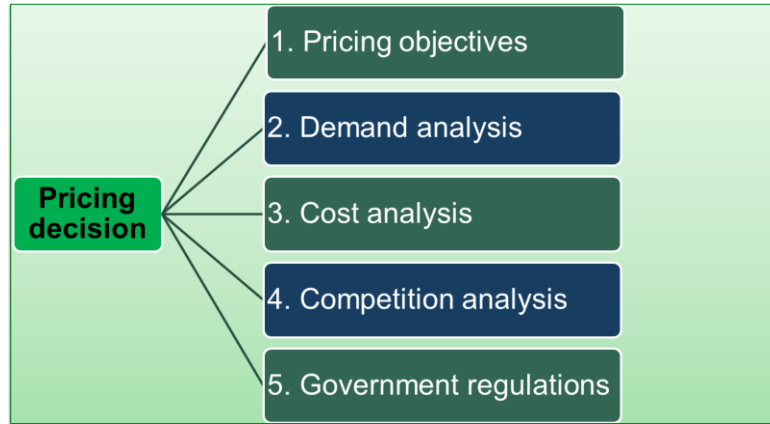 1. Pricing objectives
2. Demand analysis
Pricing
decision
3. Cost analysis
4. Competition analysis
5. Government regulations